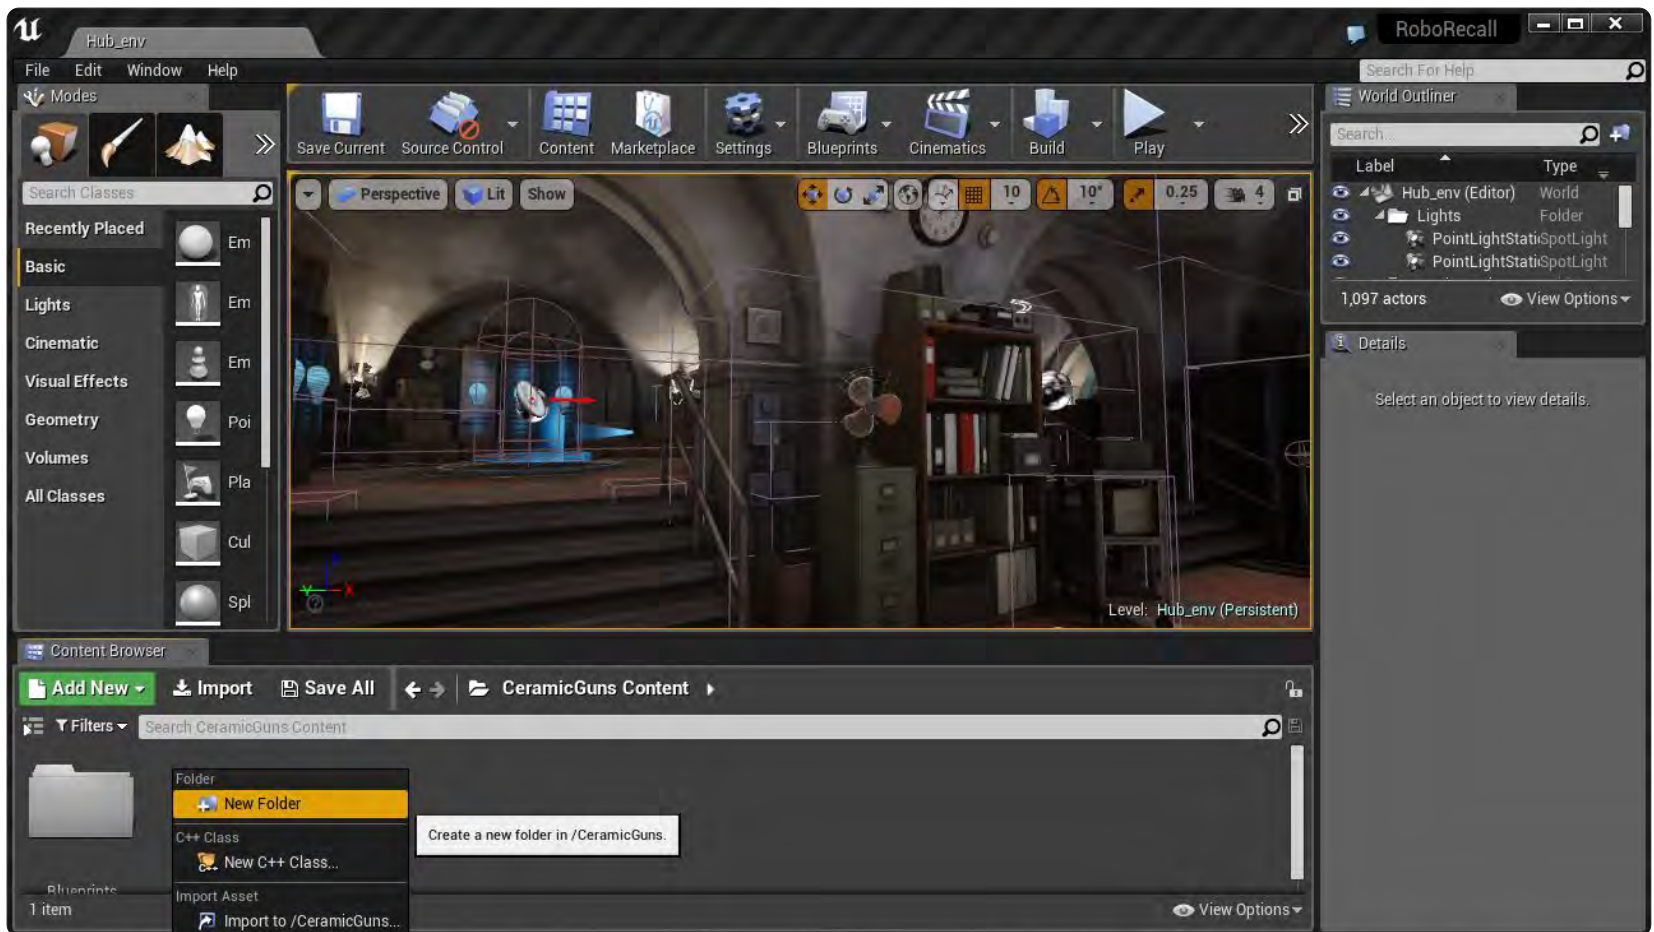 Hub_env
RoboRecall
File Edit Window Help
Search For Help
Modes
World Outliner
Save Current
Source Control
Content
Marketplace
Settings
Blueprints
Cinematics
Build
Play
Search...
Label Type
Search Classes
Perspective
Lit
Show
10
10°
0.25
4
Hub_env (Editor) World
Lights Folder
PointLightStati SpotLight
PointLightStati SpotLight
1,097 actors
View Options
Recently Placed
Basic
Lights
Cinematic
Visual Effects
Geometry
Volumes
All Classes
Em
Em
Em
Poi
Pla
Cul
Spl
Details
Select an object to view details.
Y
X
Level: Hub_env (Persistent)
Content Browser
Add New
Import
Save All
CeramicGuns Content
Filters
Search CeramicGuns Content
Folder
New Folder
Create a new folder in /CeramicGuns.
C++ Class
New C++ Class...
Import Asset
Import to /CeramicGuns...
Blueprints
1 item
View Options